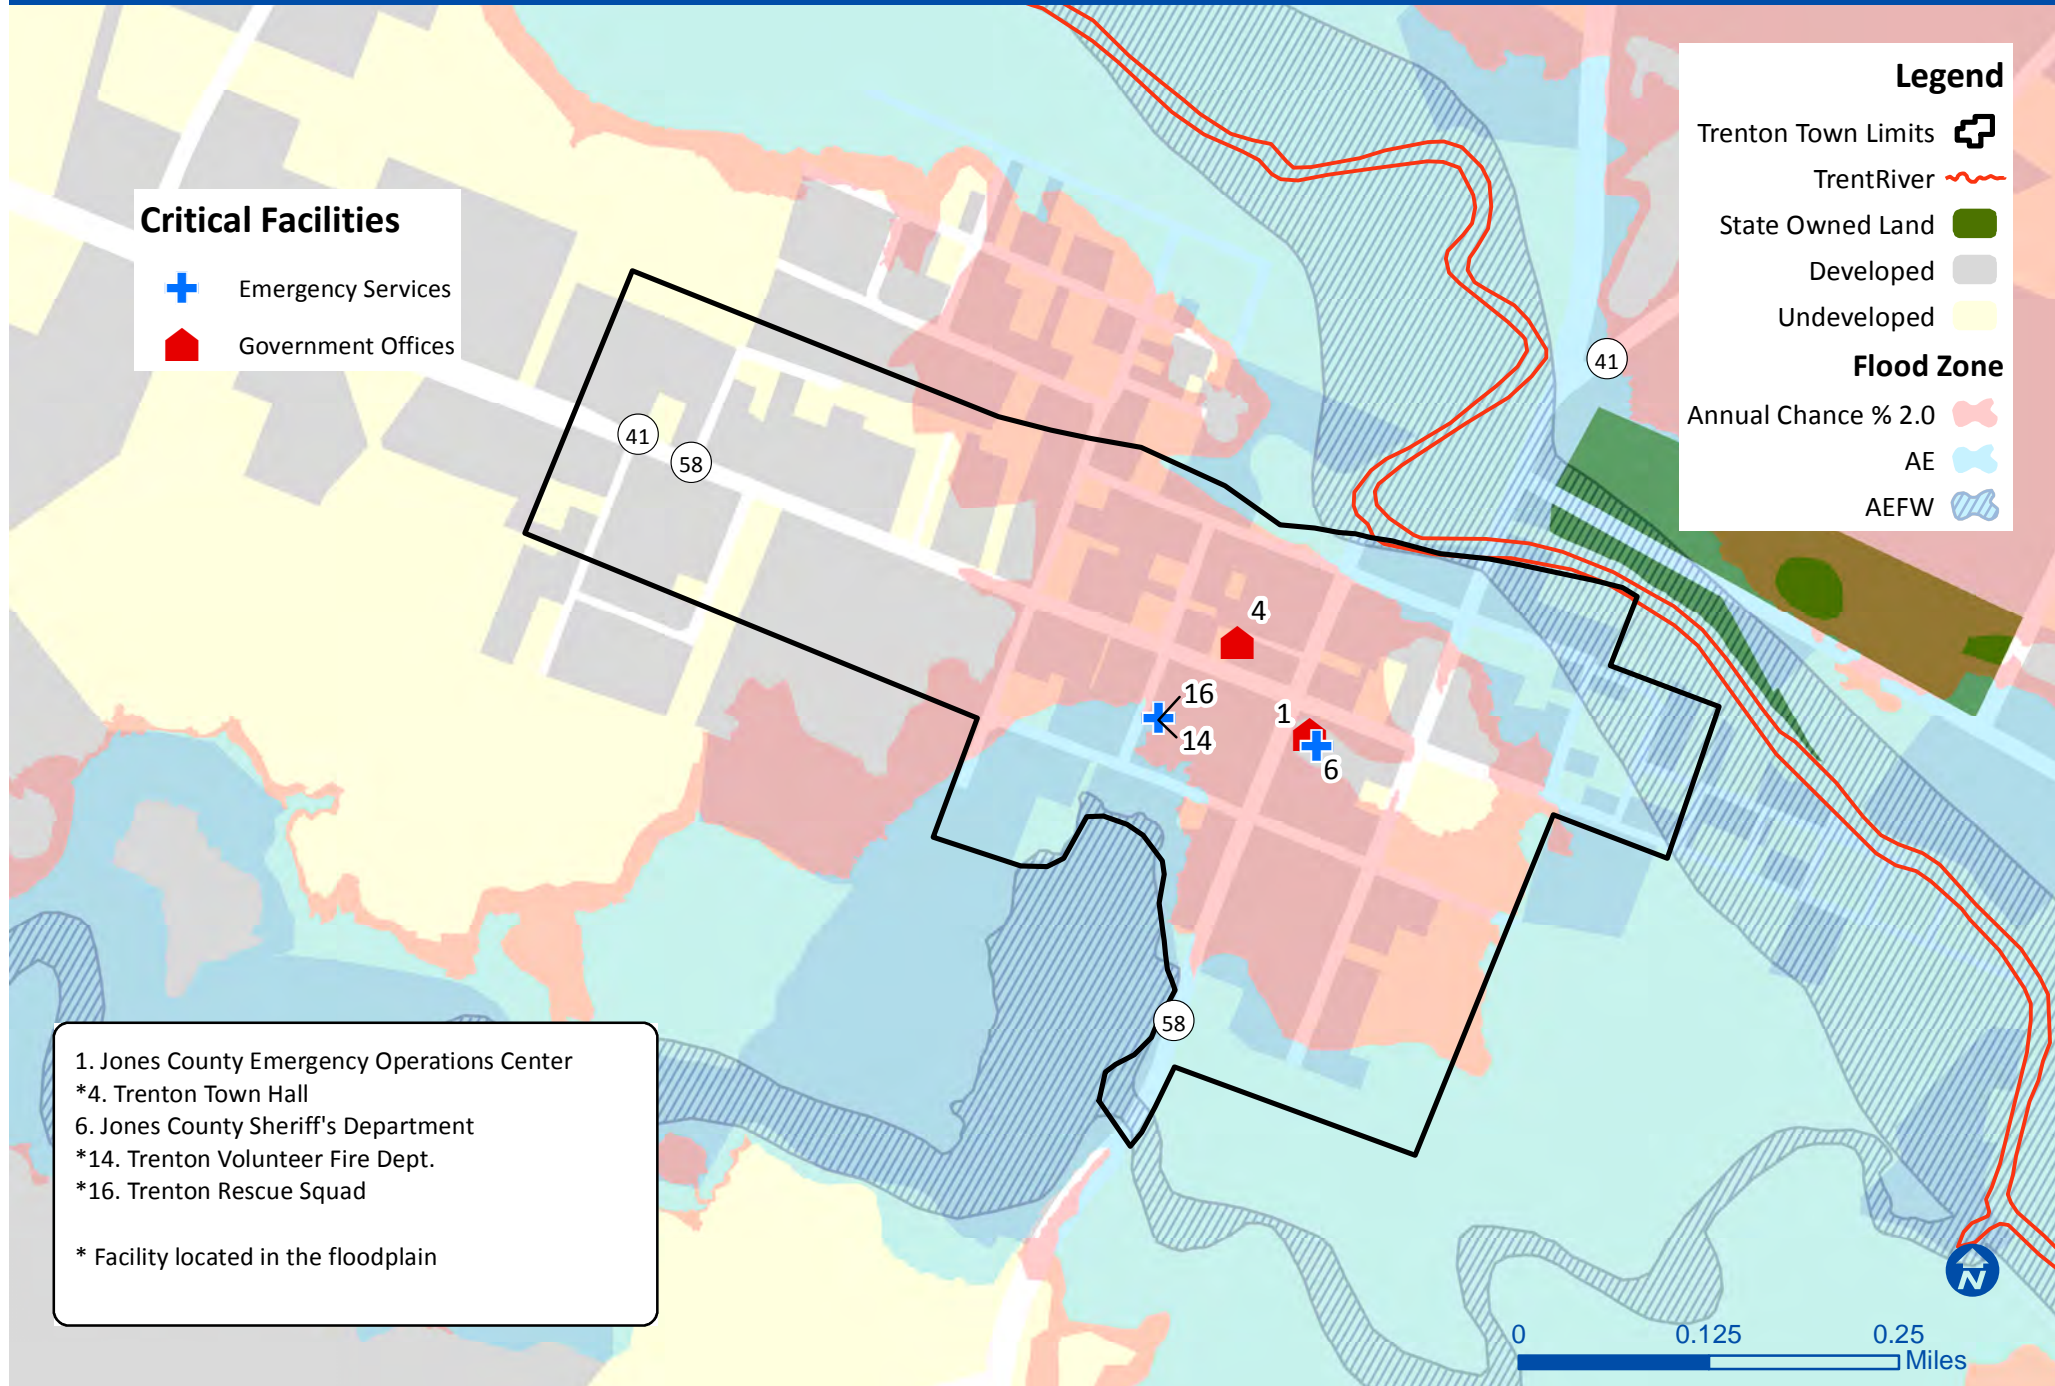 Legend
Trenton Town Limits
TrentRiver
State Owned Land
Developed
Undeveloped
Flood Zone
Annual Chance % 2.0
AE
AEFW
Critical Facilities
Emergency Services
Government Offices
41
41
58
4
16
1
14
6
58
1. Jones County Emergency Operations Center
*4. Trenton Town Hall
6. Jones County Sheriff's Department
*14. Trenton Volunteer Fire Dept.
*16. Trenton Rescue Squad
* Facility located in the floodplain
N
0 0.125 0.25
Miles